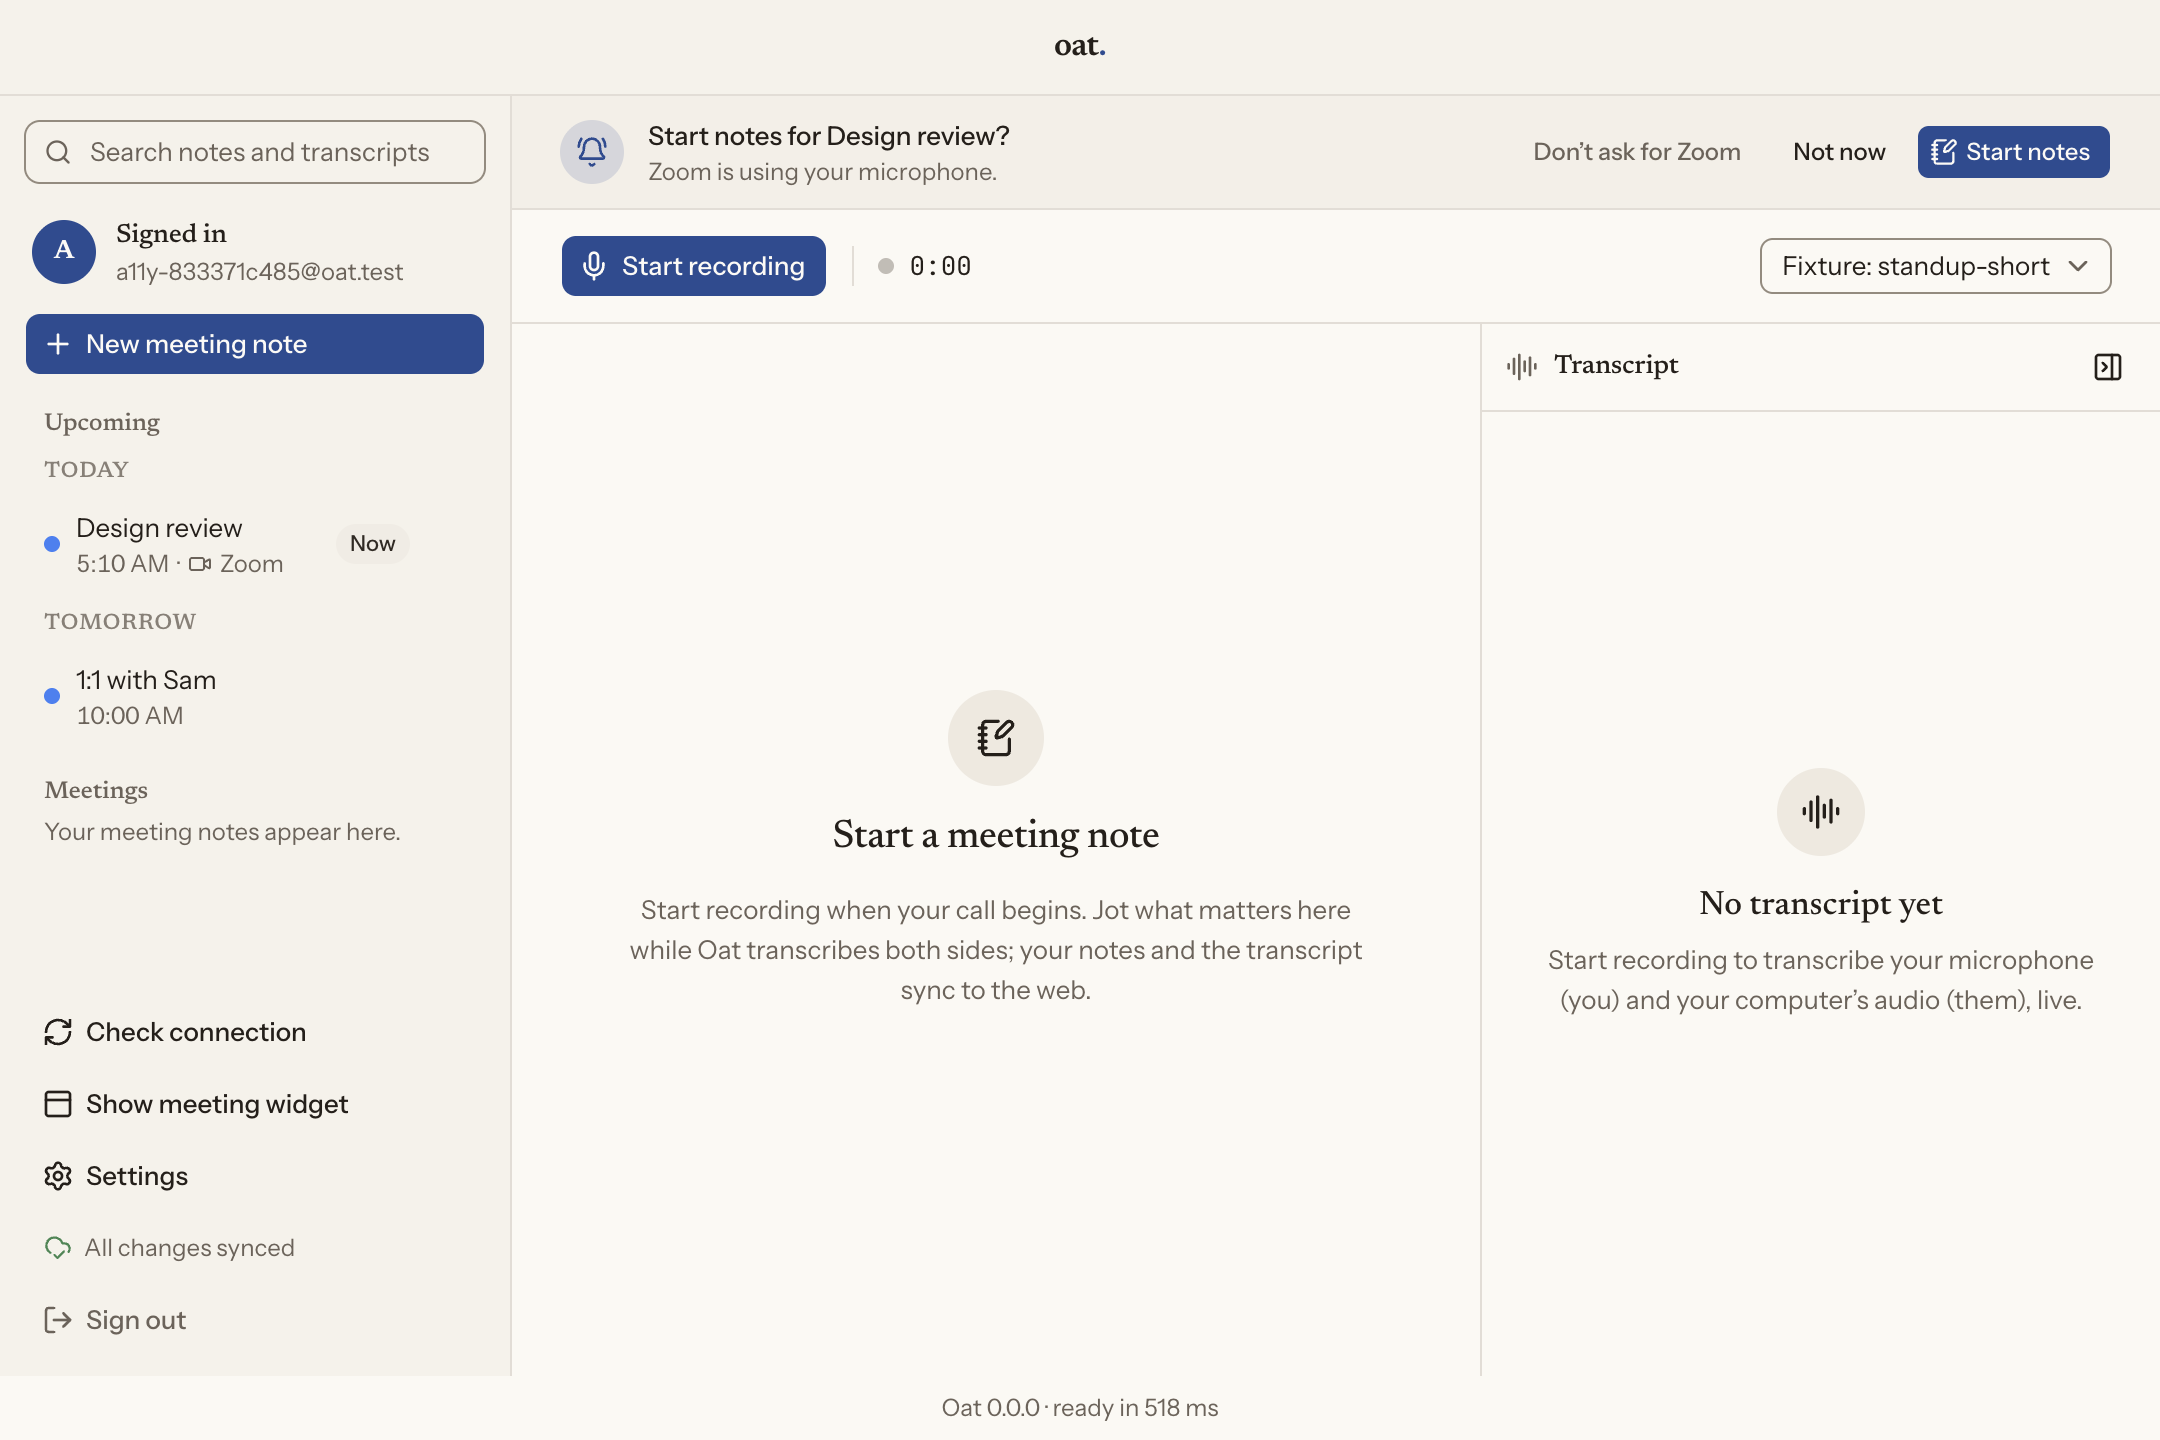 oat.
Search notes and transcripts
A
Signed in
a11y-833371c485@oat.test
New meeting note
Upcoming
TODAY
Design review
5:10 AM · Zoom
Now
TOMORROW
1:1 with Sam
10:00 AM
Meetings
Your meeting notes appear here.
Check connection
Show meeting widget
Settings
All changes synced
Sign out
Start notes for Design review?
Zoom is using your microphone.
Don’t ask for Zoom
Not now
Start notes
Start recording
0:00
Fixture: standup-short
Start a meeting note
Start recording when your call begins. Jot what matters here
while Oat transcribes both sides; your notes and the transcript
sync to the web.
Transcript
No transcript yet
Start recording to transcribe your microphone
(you) and your computer’s audio (them), live.
Oat 0.0.0 · ready in 518 ms